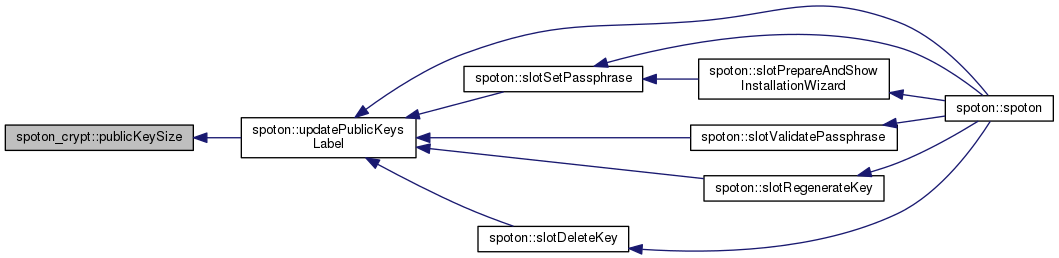 spoton_crypt::publicKeySize
spoton::updatePublicKeys
Label
spoton::slotSetPassphrase
spoton::slotPrepareAndShow
InstallationWizard
spoton::spoton
spoton::slotValidatePassphrase
spoton::slotRegenerateKey
spoton::slotDeleteKey